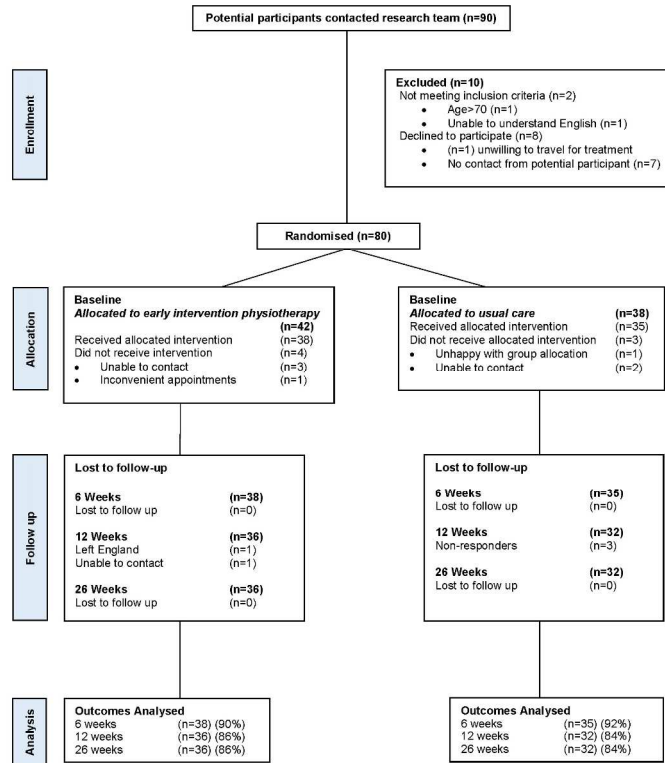 Potential participants contacted research team (n=90)
Enrollment
Excluded (n=10)
Not meeting inclusion criteria (n=2)
• Age>70 (n=1)
• Unable to understand English (n=1)
Declined to participate (n=8)
• (n=1) unwilling to travel for treatment
• No contact from potential participant (n=7)
Randomised (n=80)
Allocation
Baseline
Allocated to early intervention physiotherapy
(n=42)
Received allocated intervention (n=38)
Did not receive intervention (n=4)
• Unable to contact (n=3)
• Inconvenient appointments (n=1)
Baseline
Allocated to usual care (n=38)
Received allocated intervention (n=35)
Did not receive allocated intervention (n=3)
• Unhappy with group allocation (n=1)
• Unable to contact (n=2)
Follow up
Lost to follow-up
6 Weeks (n=38)
Lost to follow up (n=0)
12 Weeks (n=36)
Left England (n=1)
Unable to contact (n=1)
26 Weeks (n=36)
Lost to follow up (n=0)
Lost to follow-up
6 Weeks (n=35)
Lost to follow up (n=0)
12 Weeks (n=32)
Non-responders (n=3)
26 Weeks (n=32)
Lost to follow up (n=0)
Analysis
Outcomes Analysed
6 weeks (n=38) (90%)
12 weeks (n=36) (86%)
26 weeks (n=36) (86%)
Outcomes Analysed
6 weeks (n=35) (92%)
12 weeks (n=32) (84%)
26 weeks (n=32) (84%)